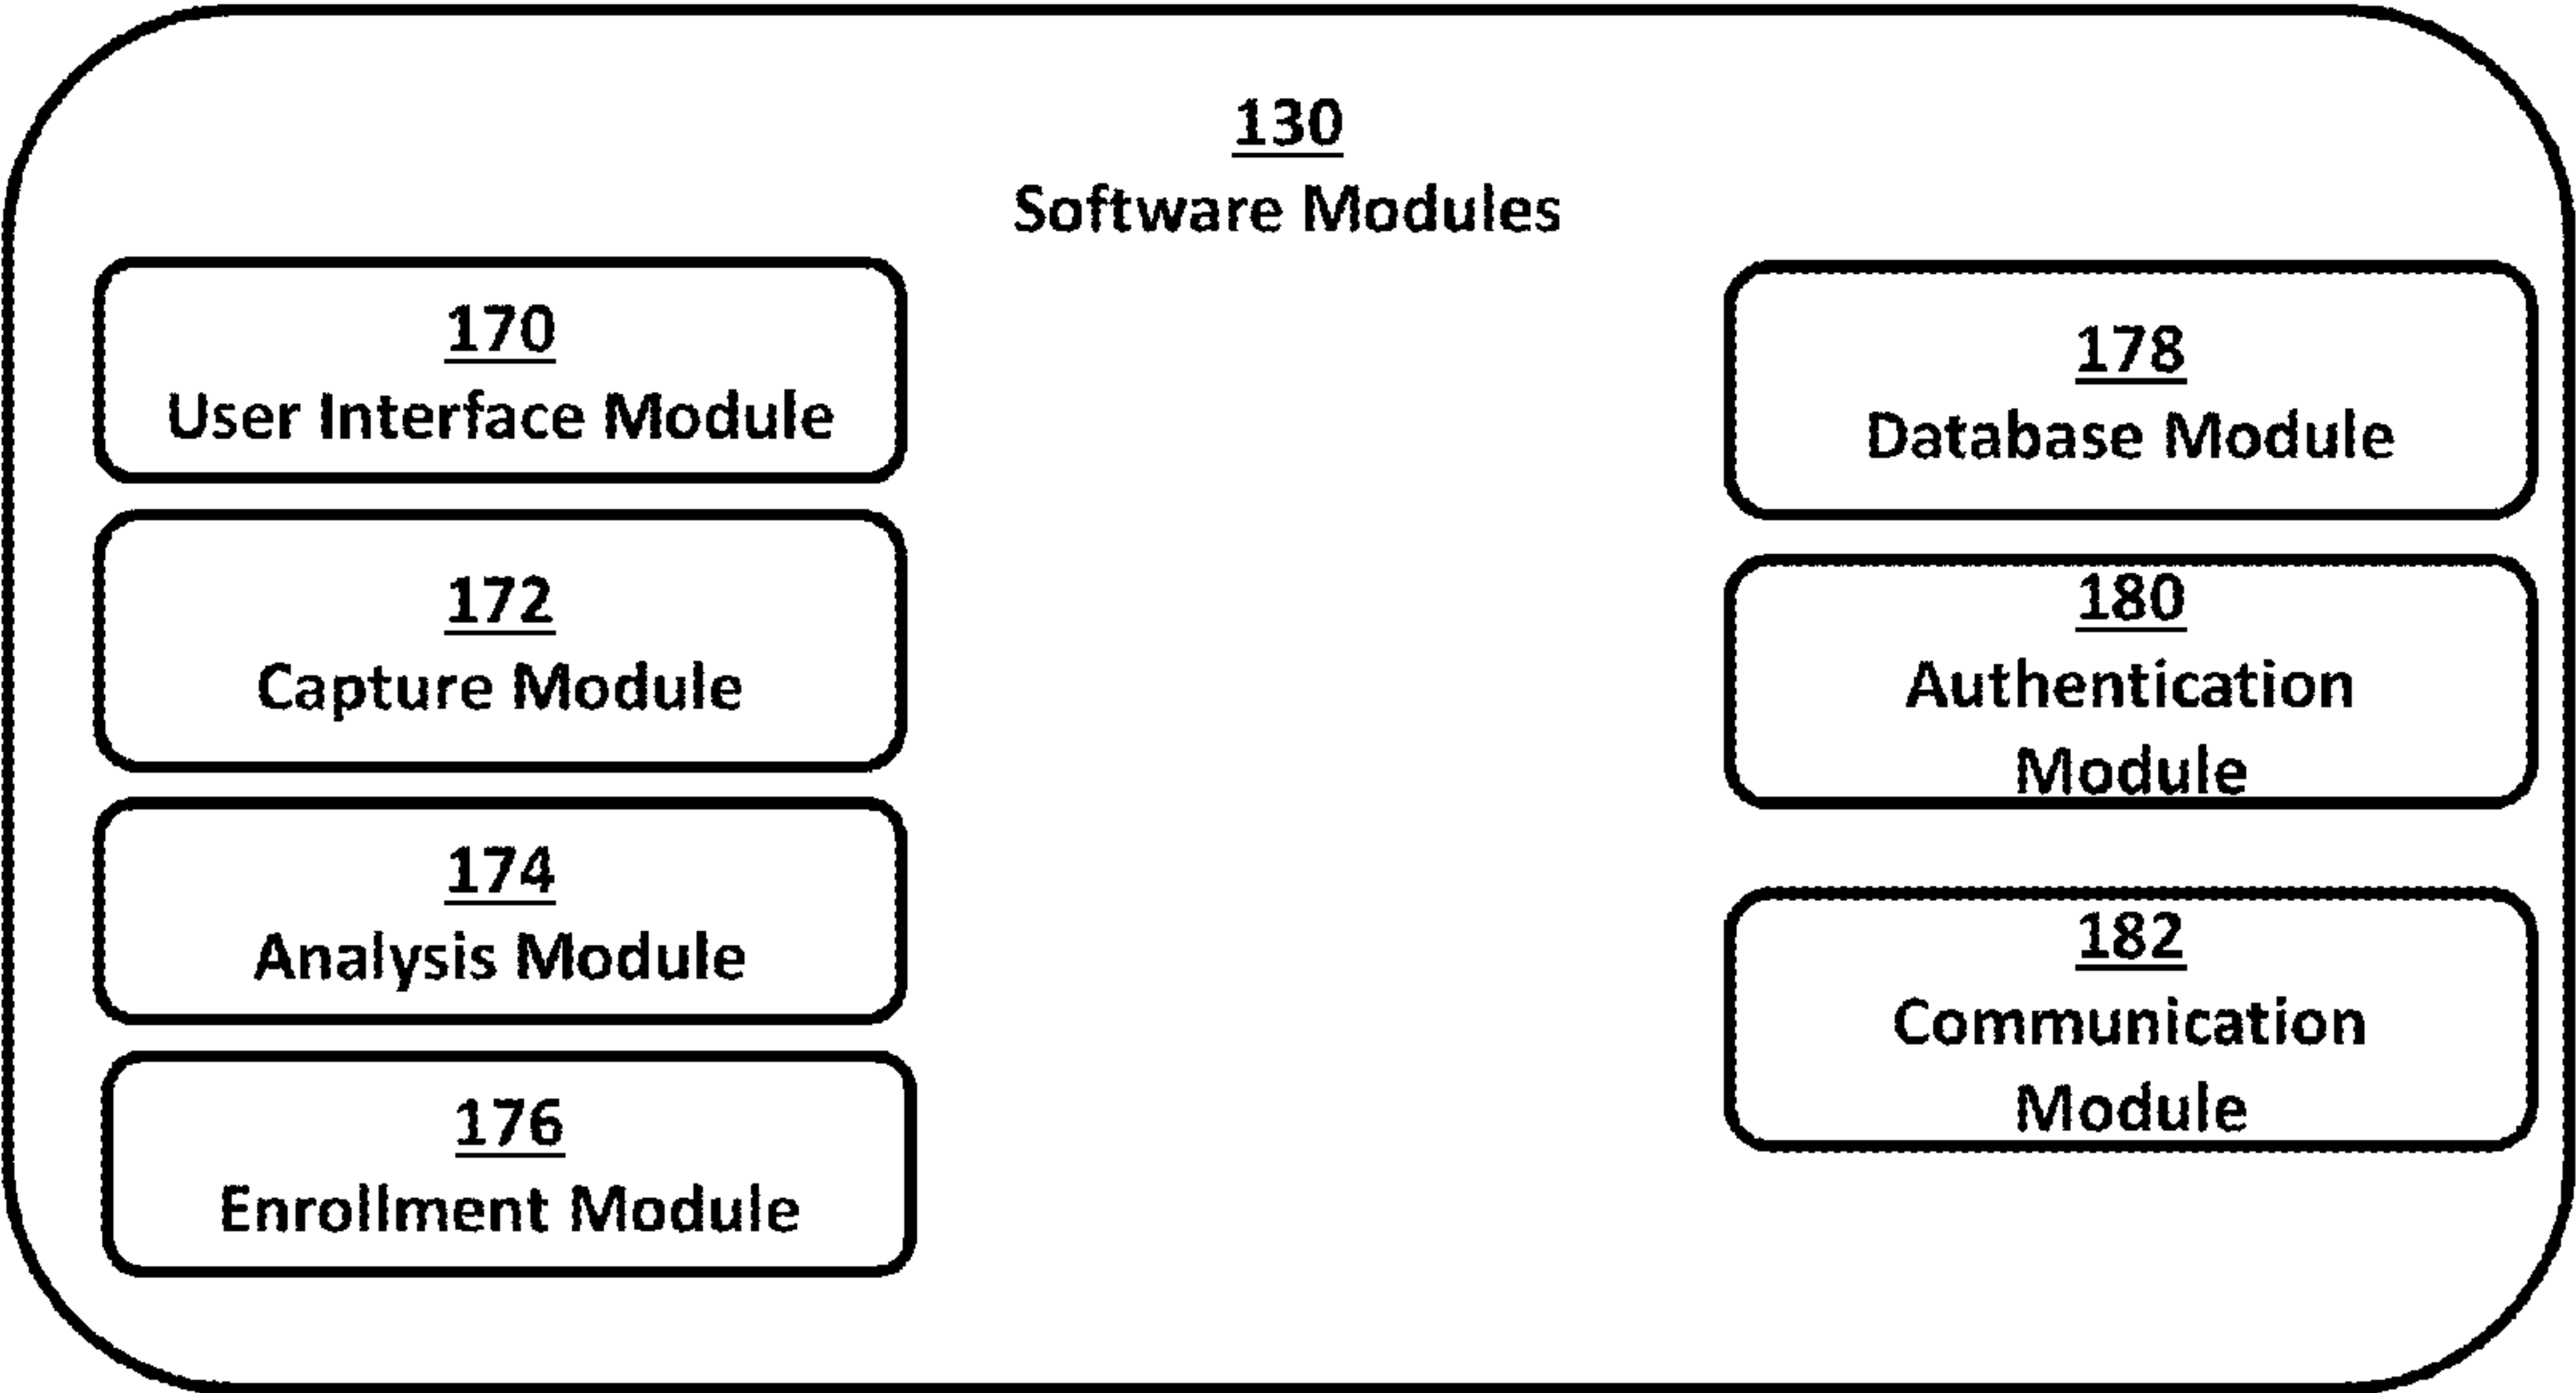 130
Software Modules
170
User Interface Module
172
Capture Module
174
Analysis Module
176
Enrollment Module
178
Database Module
180
Authentication
Module
182
Communication
Module